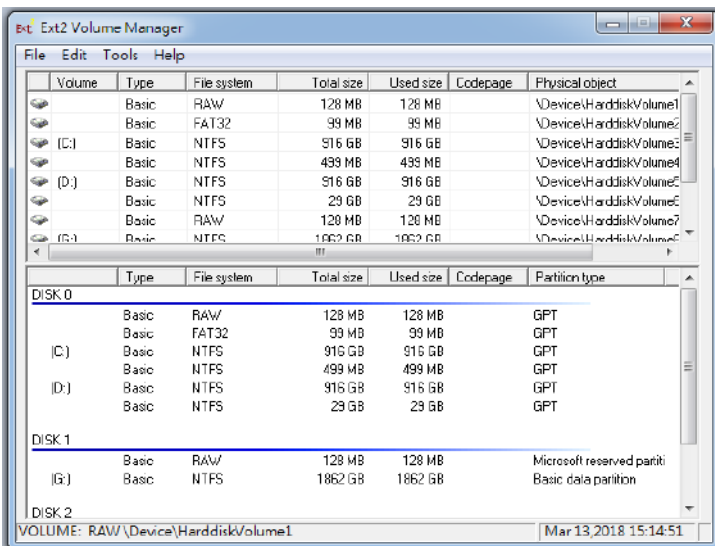 Ext2 Volume Manager
File Edit Tools Help
Volume Type File system Total size Used size Codepage Physical object
Basic RAW 128 MB 128 MB \Device\HarddiskVolume1
Basic FAT32 99 MB 99 MB \Device\HarddiskVolume2
(C:) Basic NTFS 916 GB 916 GB \Device\HarddiskVolume3
Basic NTFS 499 MB 499 MB \Device\HarddiskVolume4
(D:) Basic NTFS 916 GB 916 GB \Device\HarddiskVolume5
Basic NTFS 29 GB 29 GB \Device\HarddiskVolume6
Basic RAW 128 MB 128 MB \Device\HarddiskVolume7
(G:) Basic NTFS 1862 GB 1862 GB
Type File system Total size Used size Codepage Partition type
DISK 0
Basic RAW 128 MB 128 MB GPT
Basic FAT32 99 MB 99 MB GPT
(C:) Basic NTFS 916 GB 916 GB GPT
Basic NTFS 499 MB 499 MB GPT
(D:) Basic NTFS 916 GB 916 GB GPT
Basic NTFS 29 GB 29 GB GPT
DISK 1
Basic RAW 128 MB 128 MB Microsoft reserved partiti
(G:) Basic NTFS 1862 GB 1862 GB Basic data partition
DISK 2
VOLUME: RAW \Device\HarddiskVolume1 Mar 13,2018 15:14:51